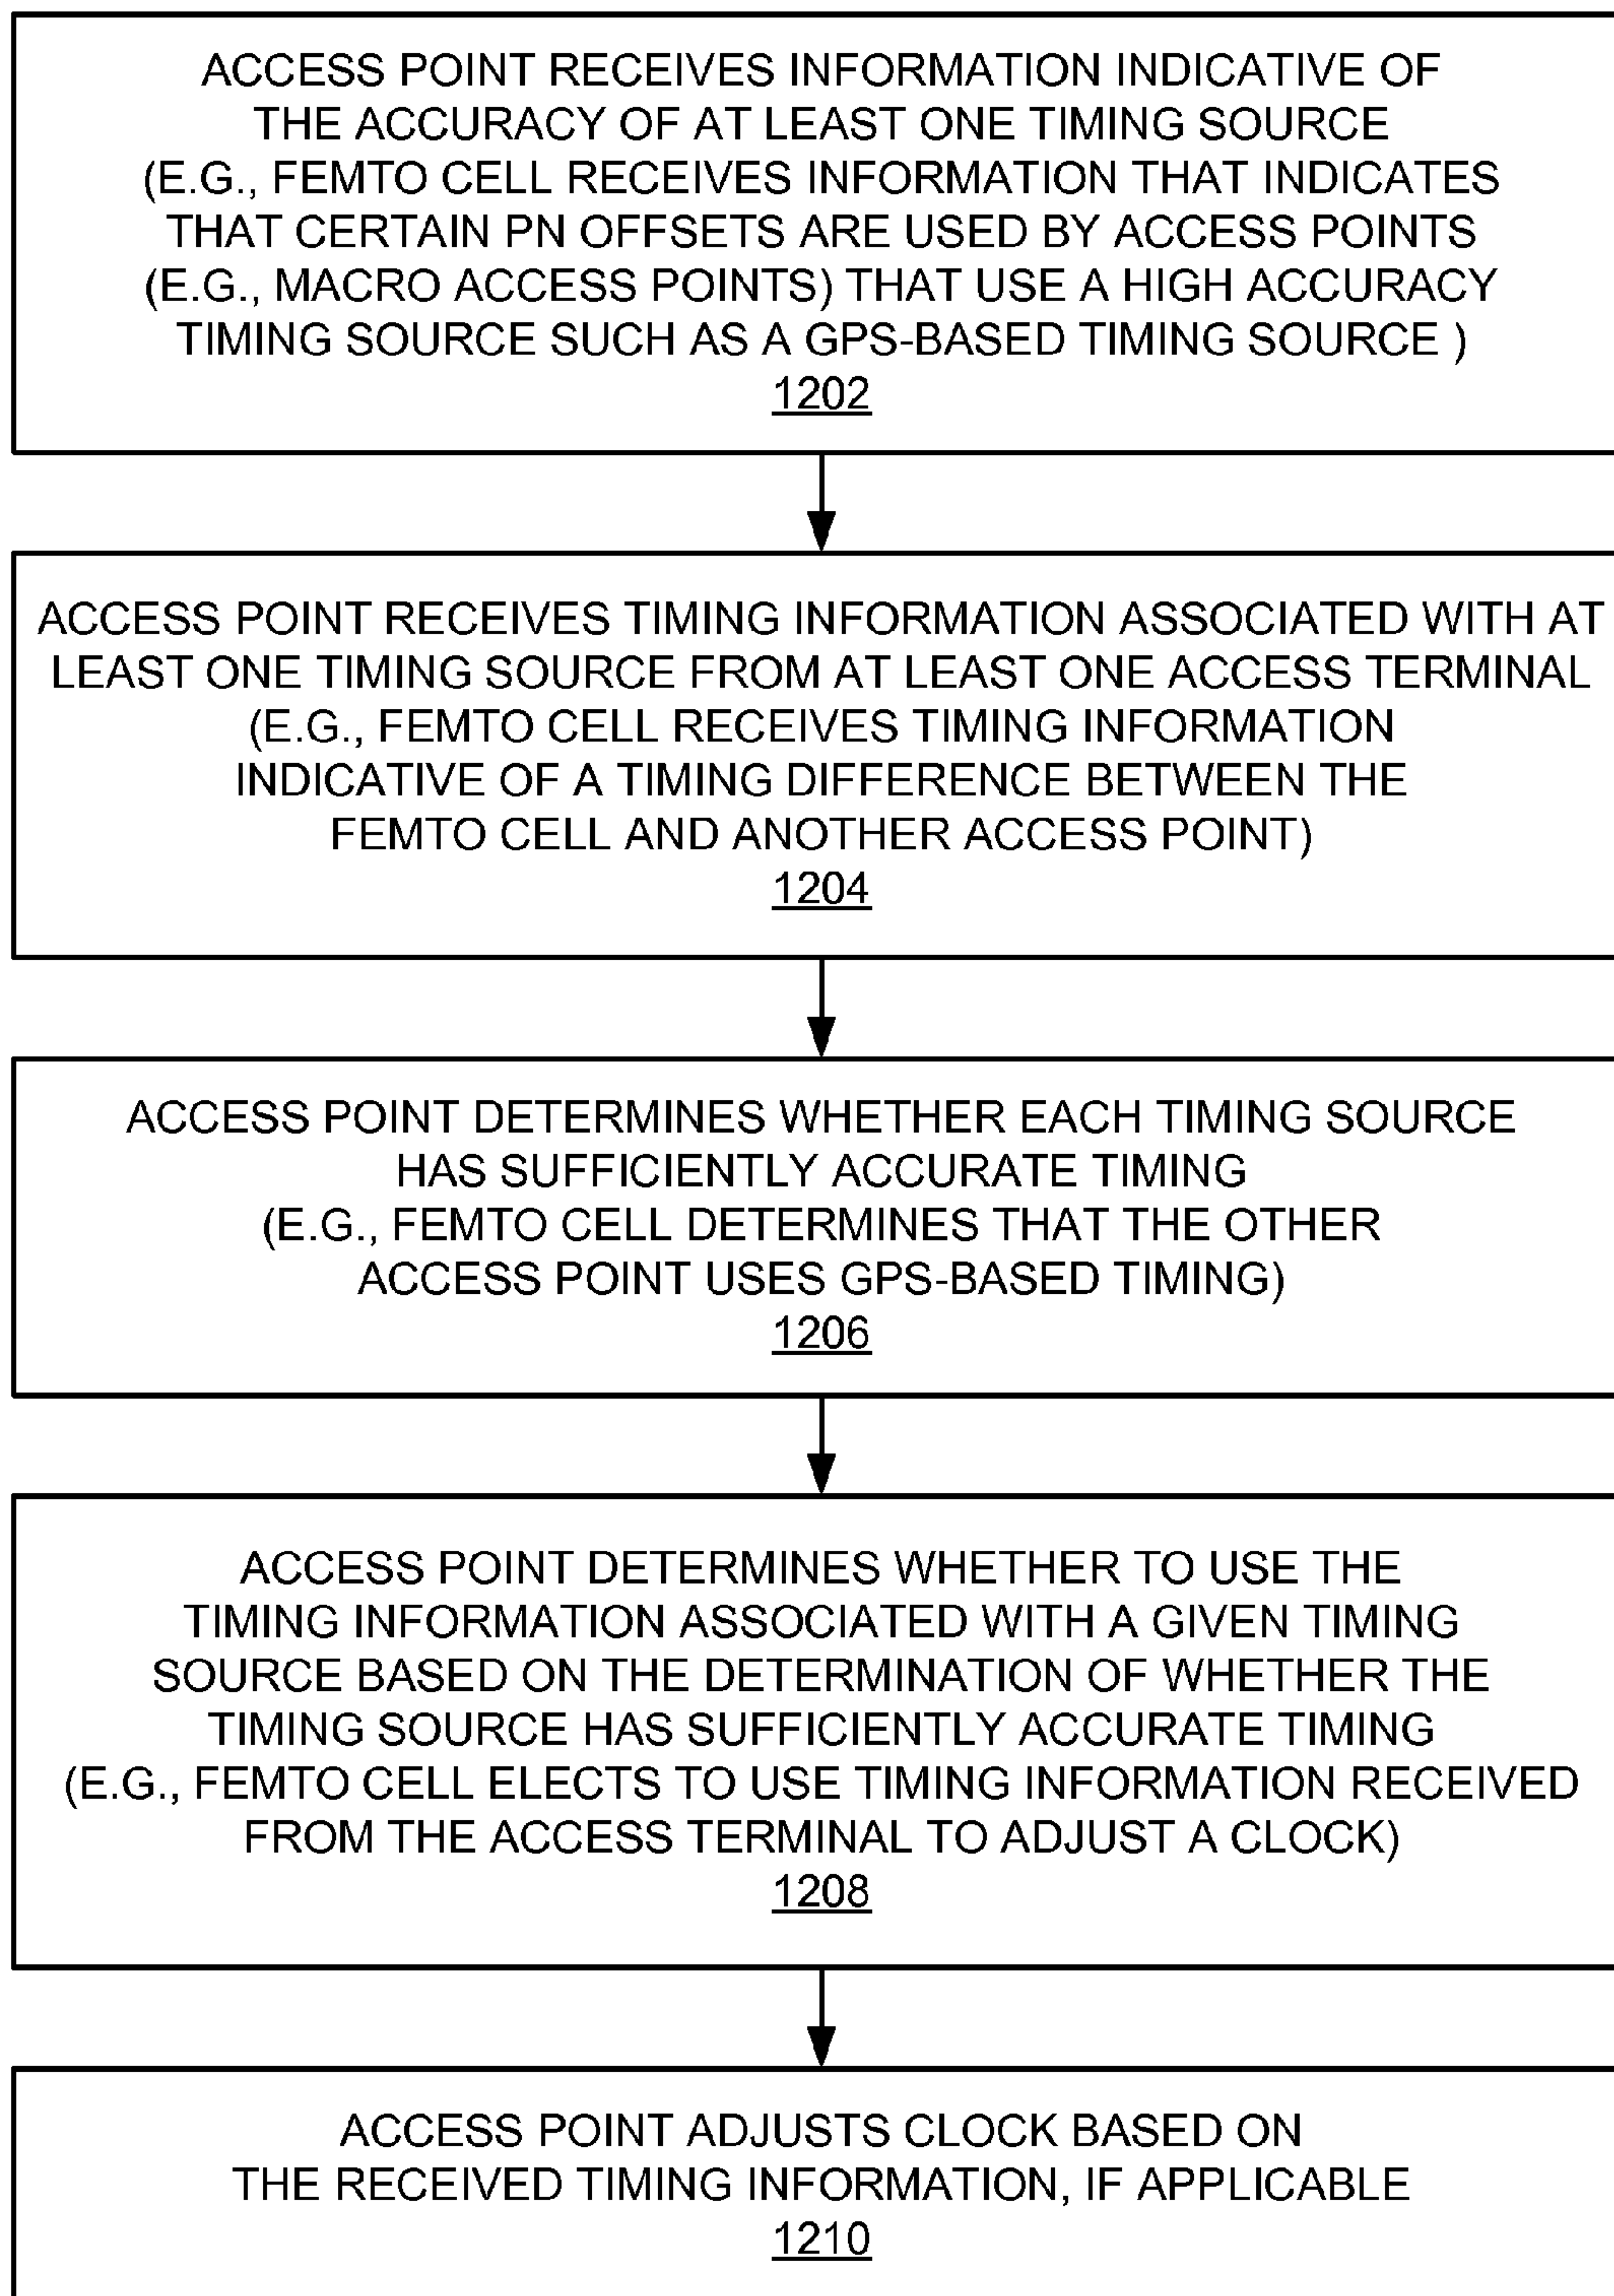 ACCESS POINT RECEIVES INFORMATION INDICATIVE OF
THE ACCURACY OF AT LEAST ONE TIMING SOURCE
(E.G., FEMTO CELL RECEIVES INFORMATION THAT INDICATES
THAT CERTAIN PN OFFSETS ARE USED BY ACCESS POINTS
(E.G., MACRO ACCESS POINTS) THAT USE A HIGH ACCURACY
TIMING SOURCE SUCH AS A GPS-BASED TIMING SOURCE )
1202
ACCESS POINT RECEIVES TIMING INFORMATION ASSOCIATED WITH AT
LEAST ONE TIMING SOURCE FROM AT LEAST ONE ACCESS TERMINAL
(E.G., FEMTO CELL RECEIVES TIMING INFORMATION
INDICATIVE OF A TIMING DIFFERENCE BETWEEN THE
FEMTO CELL AND ANOTHER ACCESS POINT)
1204
ACCESS POINT DETERMINES WHETHER EACH TIMING SOURCE
HAS SUFFICIENTLY ACCURATE TIMING
(E.G., FEMTO CELL DETERMINES THAT THE OTHER
ACCESS POINT USES GPS-BASED TIMING)
1206
ACCESS POINT DETERMINES WHETHER TO USE THE
TIMING INFORMATION ASSOCIATED WITH A GIVEN TIMING
SOURCE BASED ON THE DETERMINATION OF WHETHER THE
TIMING SOURCE HAS SUFFICIENTLY ACCURATE TIMING
(E.G., FEMTO CELL ELECTS TO USE TIMING INFORMATION RECEIVED
FROM THE ACCESS TERMINAL TO ADJUST A CLOCK)
1208
ACCESS POINT ADJUSTS CLOCK BASED ON
THE RECEIVED TIMING INFORMATION, IF APPLICABLE
1210